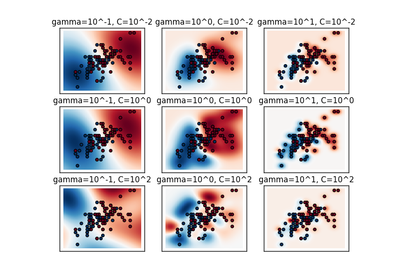 gamma=10^-1, C=10^-2
gamma=10^0, C=10^-2
gamma=10^1, C=10^-2
gamma=10^-1, C=10^0
gamma=10^0, C=10^0
gamma=10^1, C=10^0
gamma=10^-1, C=10^2
gamma=10^0, C=10^2
gamma=10^1, C=10^2